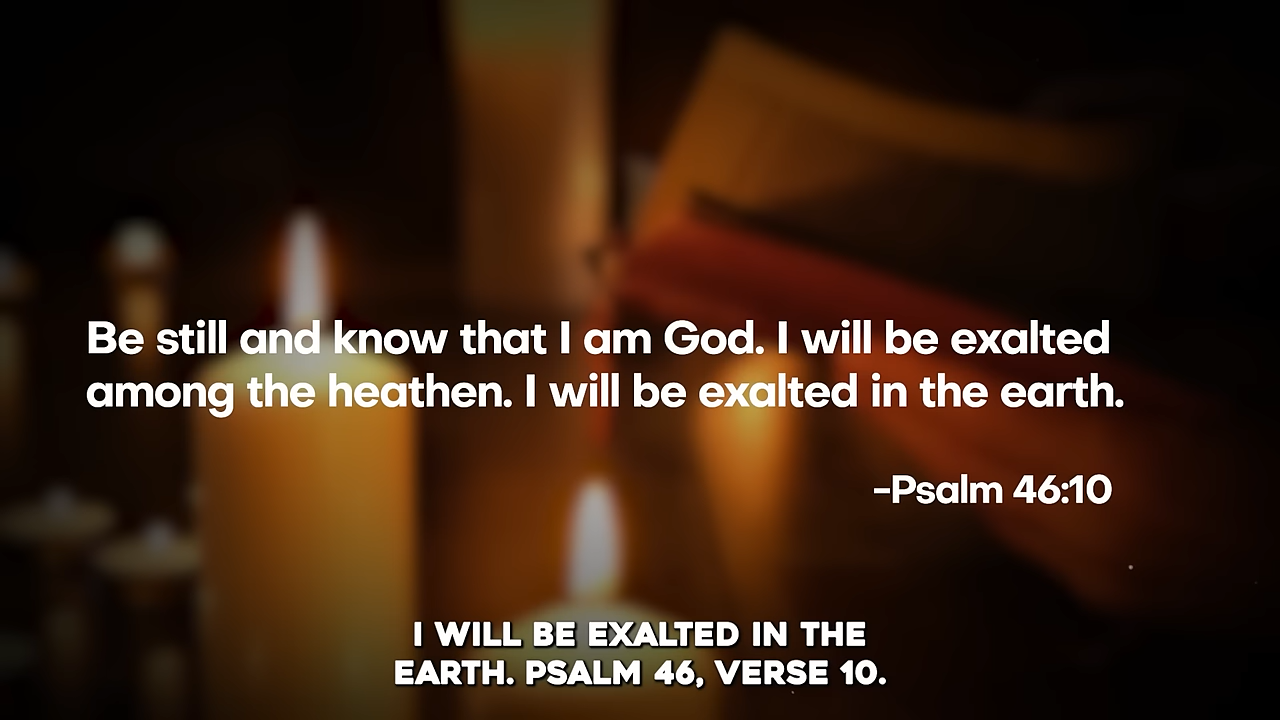 Be still and know that I am God. I will be exalted
among the heathen. I will be exalted in the earth.
-Psalm 46:10
I WILL BE EXALTED IN THE
EARTH. PSALM 46, VERSE 10.